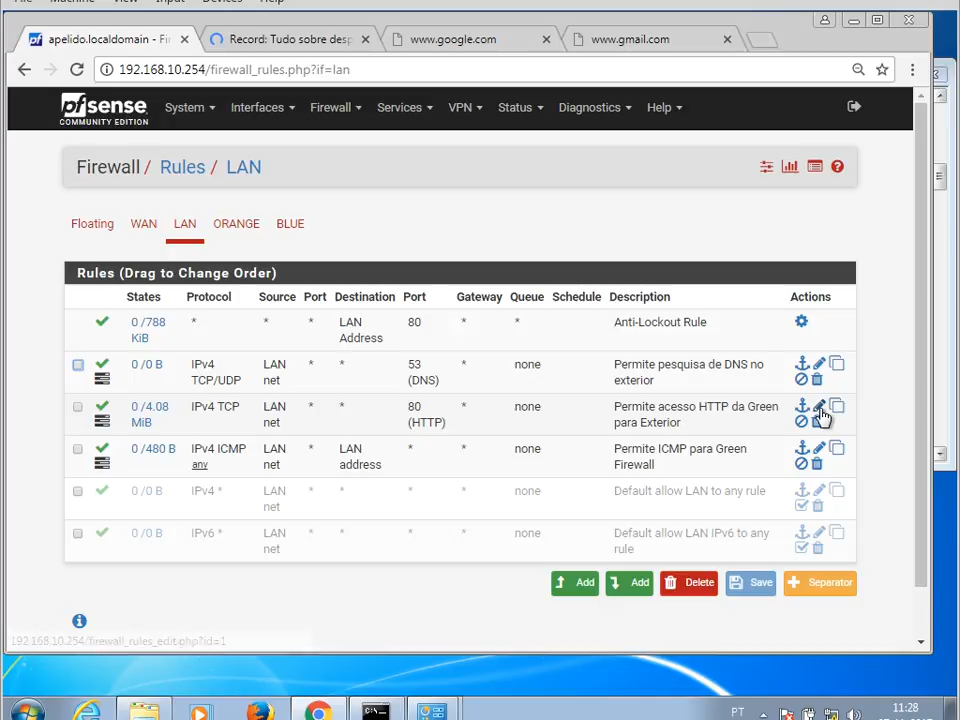 Devices
Help
apelido.localdomain - Fi
Record: Tudo sobre desp
www.google.com
www.gmail.com
192.168.10.254/firewall_rules.php?if=lan
pfsense
COMMUNITY EDITION
System Interfaces Firewall Services VPN Status Diagnostics Help
Firewall / Rules / LAN
Floating WAN LAN ORANGE BLUE
Rules (Drag to Change Order)
States Protocol Source Port Destination Port Gateway Queue Schedule Description Actions
0 /788 * * * LAN 80 * * Anti-Lockout Rule
KiB Address
0 /0 B IPv4 LAN * * 53 * none Permite pesquisa de DNS no
TCP/UDP net (DNS) exterior
0 /4.08 IPv4 TCP LAN * * 80 * none Permite acesso HTTP da Green
MiB net (HTTP) para Exterior
0 /480 B IPv4 ICMP LAN * LAN * * none Permite ICMP para Green
any net address Firewall
0 /0 B IPv4 * LAN * * * * none Default allow LAN to any rule
net
0 /0 B IPv6 * LAN * * * * none Default allow LAN IPv6 to any
net rule
Add Add Delete Save Separator
192.168.10.254/firewall_rules_edit.php?id=1
PT 11:28